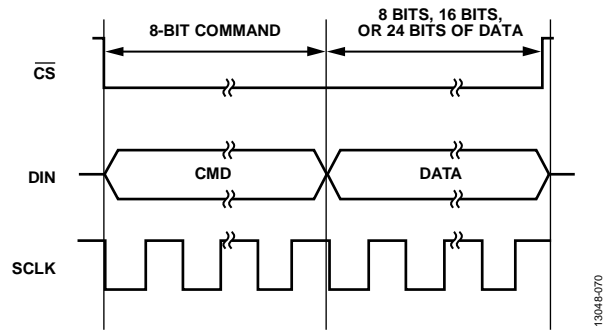 8-BIT COMMAND
8 BITS, 16 BITS,
OR 24 BITS OF DATA
CS
DIN
CMD
DATA
SCLK
13048-070